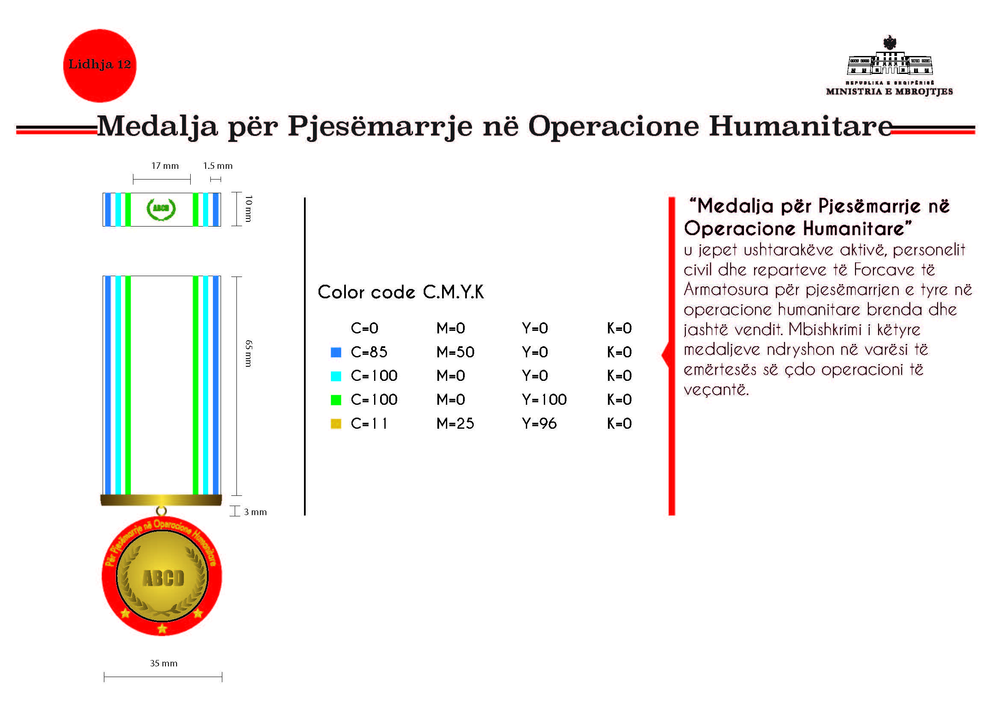 Lidhja 12
REPUBLIKA E SHQIPËRISË
MINISTRIA E MBROJTJES
Medalja për Pjesëmarrje në Operacione Humanitare
17 mm
1.5 mm
ABCD
10 mm
65 mm
3 mm
Për Pjesëmarrje në Operacione Humanitare
ABCD
35 mm
Color code C.M.Y.K
C=0 M=0 Y=0 K=0
C=85 M=50 Y=0 K=0
C=100 M=0 Y=0 K=0
C=100 M=0 Y=100 K=0
C=11 M=25 Y=96 K=0
“Medalja për Pjesëmarrje në
Operacione Humanitare”
u jepet ushtarakëve aktivë, personelit
civil dhe reparteve të Forcave të
Armatosura për pjesëmarrjen e tyre në
operacione humanitare brenda dhe
jashtë vendit. Mbishkrimi i këtyre
medaljeve ndryshon në varësi të
emërtesës së çdo operacioni të
veçantë.